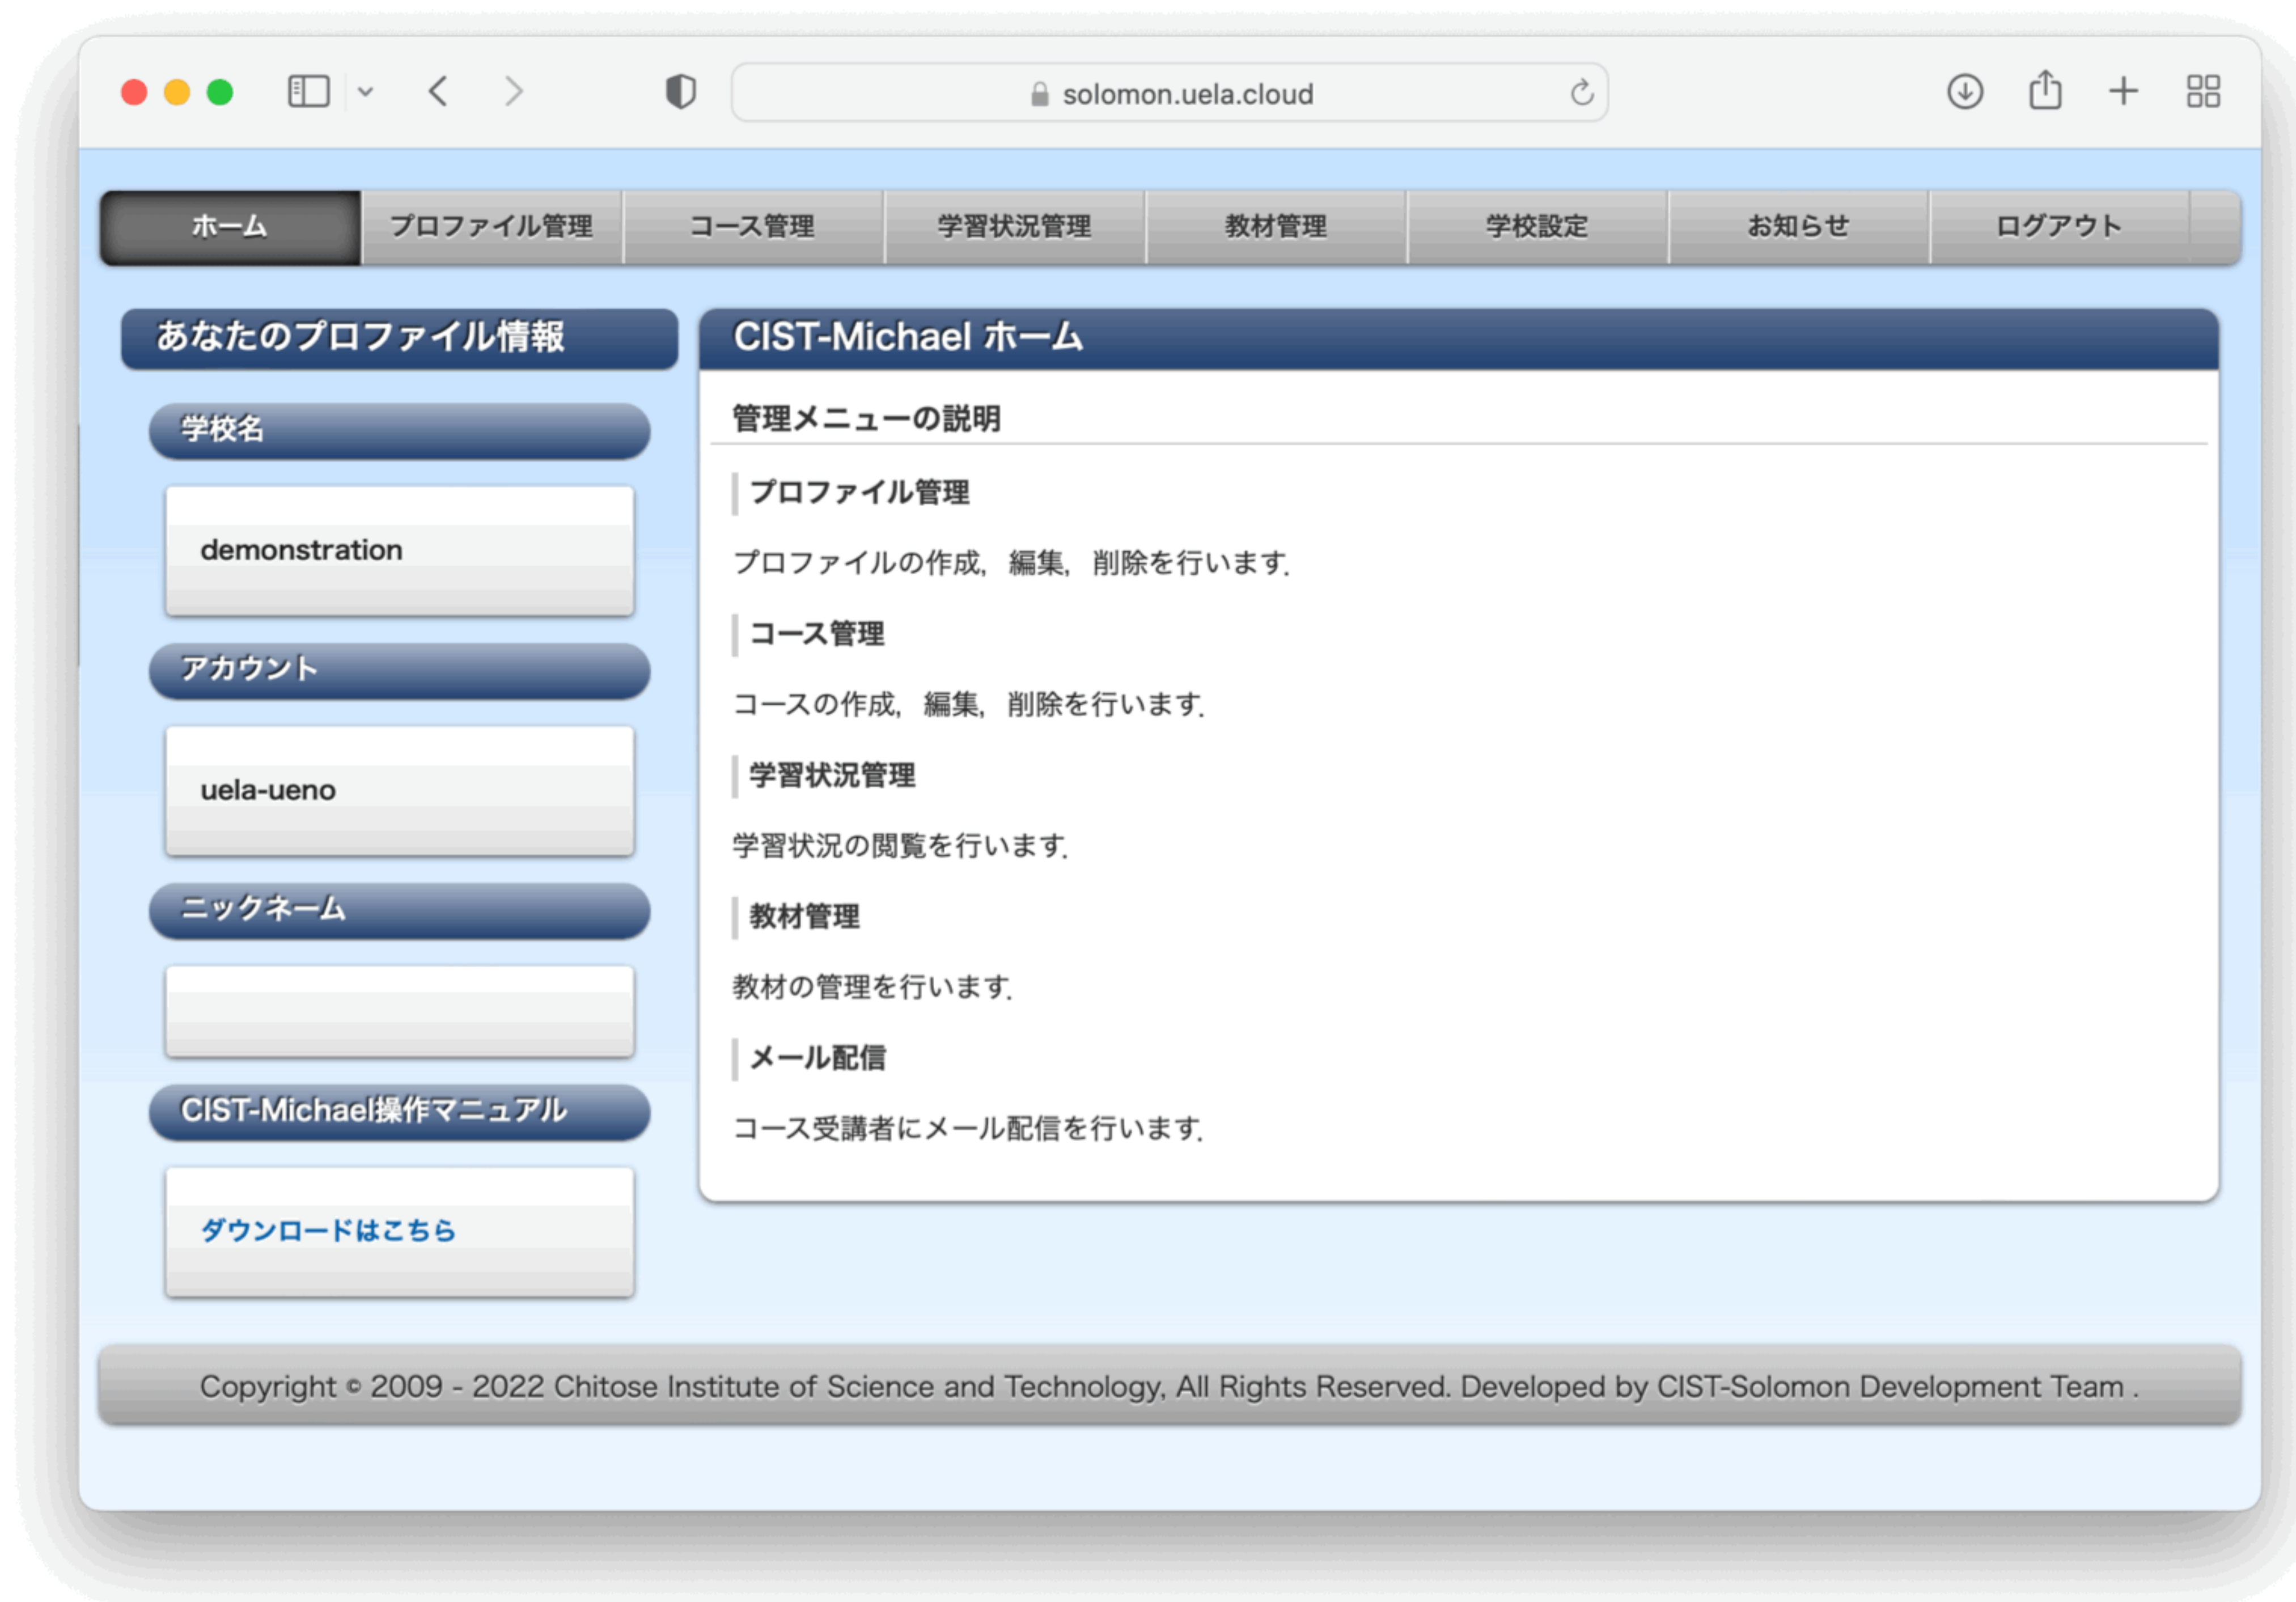 solomon.uela.cloud
ホーム プロファイル管理 コース管理 学習状況管理 教材管理 学校設定 お知らせ ログアウト
あなたのプロファイル情報
学校名
demonstration
アカウント
uela-ueno
ニックネーム
CIST-Michael操作マニュアル
ダウンロードはこちら
CIST-Michael ホーム
管理メニューの説明
プロファイル管理
プロファイルの作成，編集，削除を行います．
コース管理
コースの作成，編集，削除を行います．
学習状況管理
学習状況の閲覧を行います．
教材管理
教材の管理を行います．
メール配信
コース受講者にメール配信を行います．
Copyright © 2009 - 2022 Chitose Institute of Science and Technology, All Rights Reserved. Developed by CIST-Solomon Development Team .